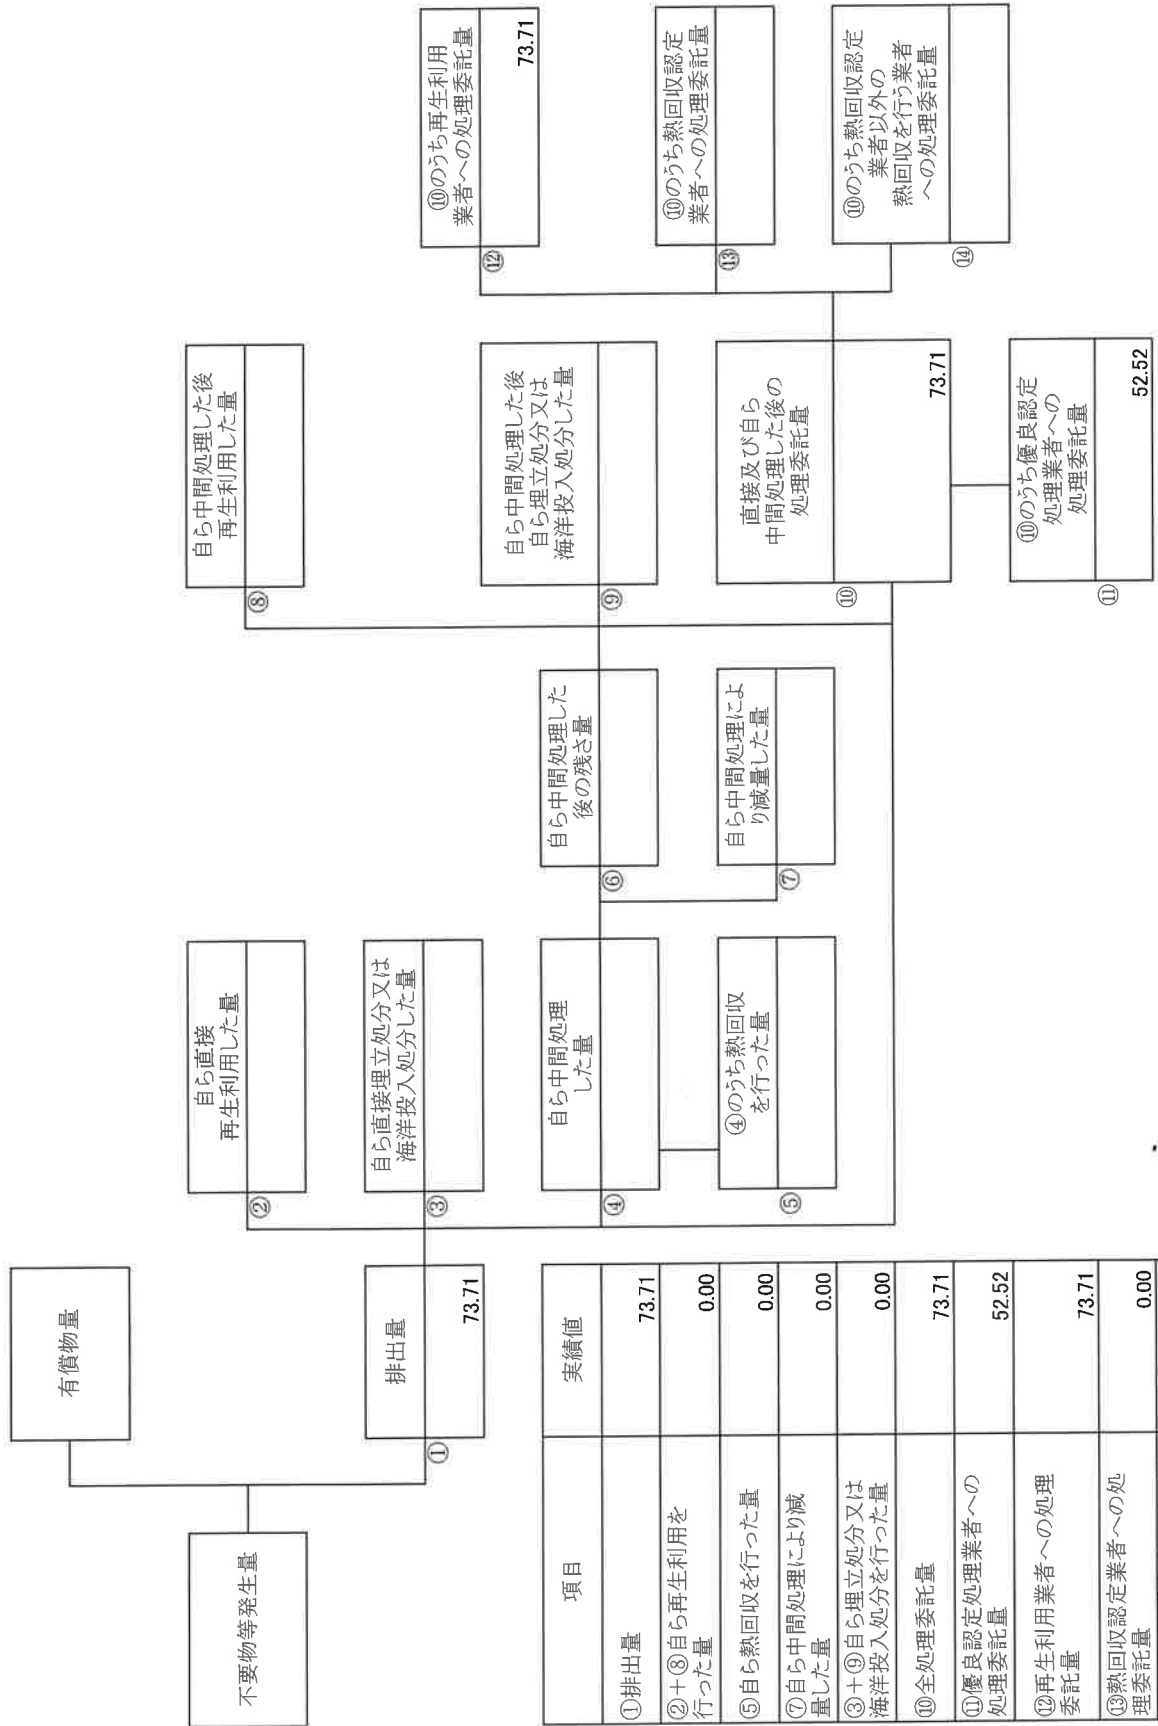 不要物等発生量
有償物量
排出量
①
73.71
自ら直接
再生利用した量
②
自ら直接埋立処分又は
海洋投入処分した量
③
自ら中間処理
した量
④
④のうち熱回収
を行った量
⑤
自ら中間処理した
後の残さ量
⑥
自ら中間処理によ
り減量した量
⑦
自ら中間処理した後
再生利用した量
⑧
自ら中間処理した後
自ら埋立処分又は
海洋投入処分した量
⑨
直接及び自ら
中間処理した後の
処理委託量
⑩
73.71
⑩のうち優良認定
処理業者への
処理委託量
⑪
52.52
⑩のうち再生利用
業者への処理委託量
⑫
73.71
⑩のうち熱回収認定
業者への処理委託量
⑬
⑩のうち熱回収認定
業者以外の
熱回収を行う業者
への処理委託量
⑭
項目 実績値
①排出量 73.71
②+⑧自ら再生利用を
行った量 0.00
⑤自ら熱回収を行った量 0.00
⑦自ら中間処理により減
量した量 0.00
③+⑨自ら埋立処分又は
海洋投入処分を行った量 0.00
⑩全処理委託量 73.71
⑪優良認定処理業者への
処理委託量 52.52
⑫再生利用業者への処理
委託量 73.71
⑬熱回収認定業者への処
理委託量 0.00